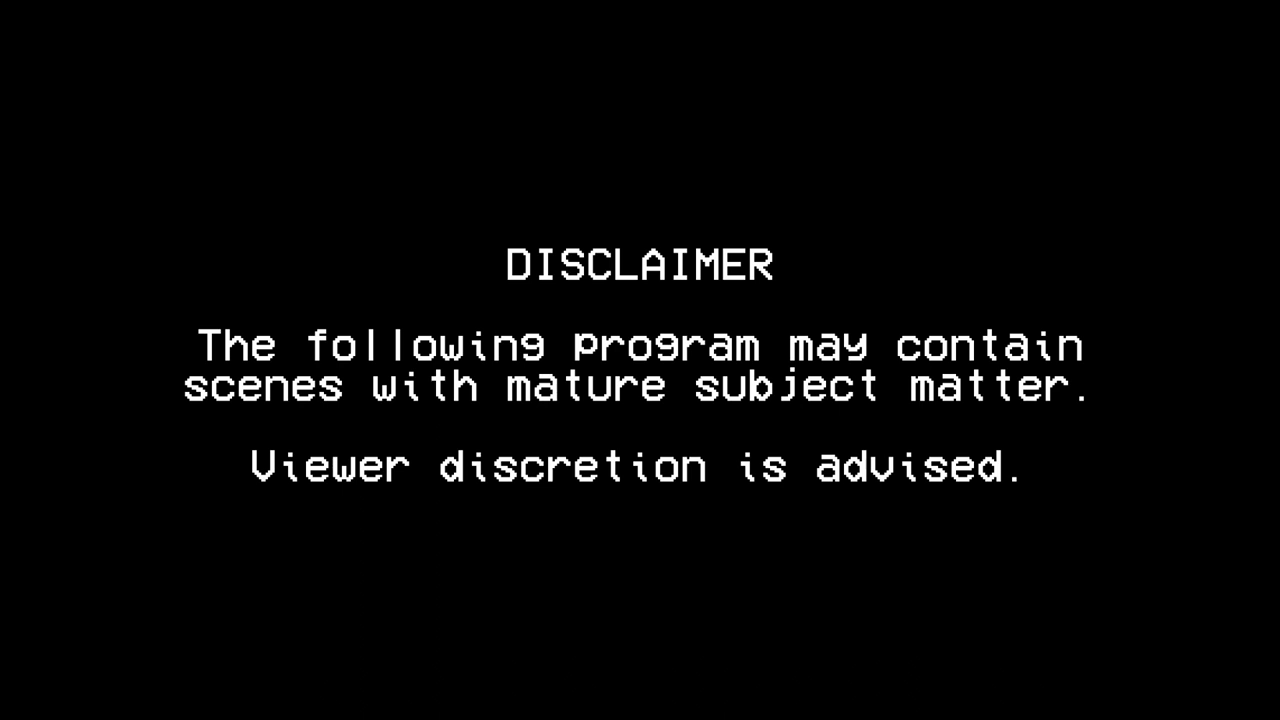 DISCLAIMER
The following program may contain
scenes with mature subject matter.
Viewer discretion is advised.